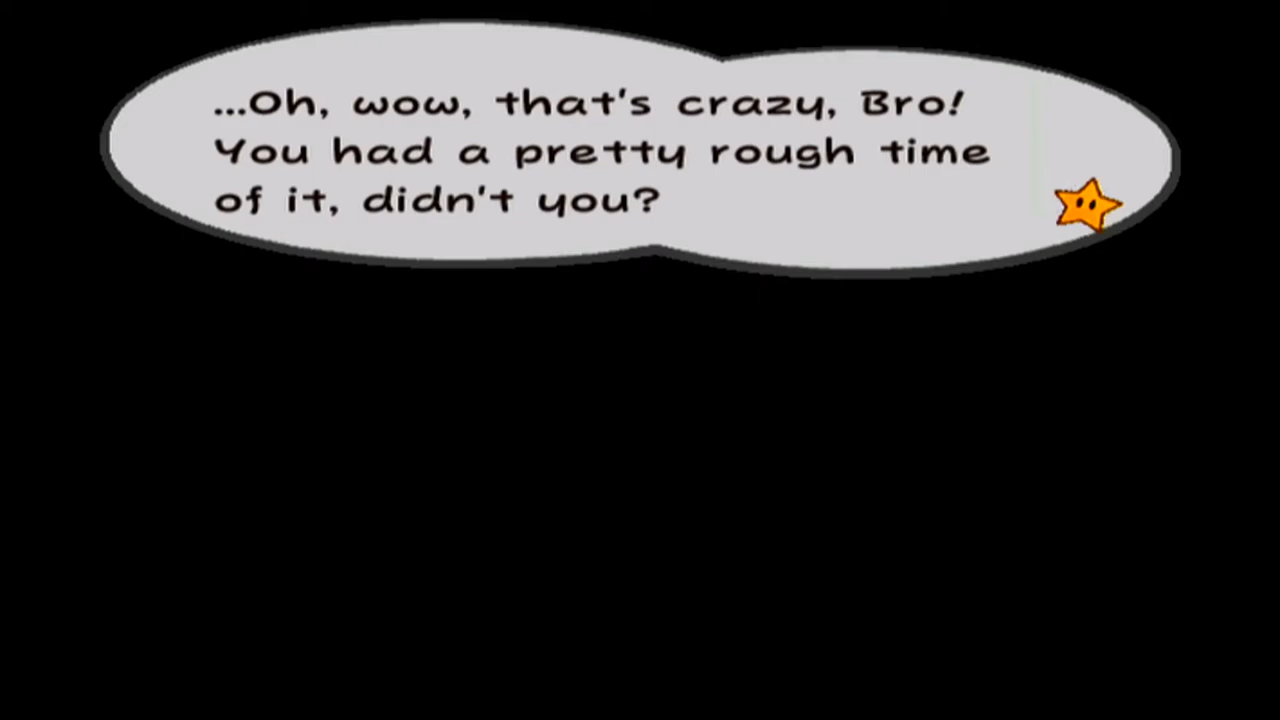 ...Oh, wow, that's crazy, Bro!
You had a pretty rough time
of it, didn't you?